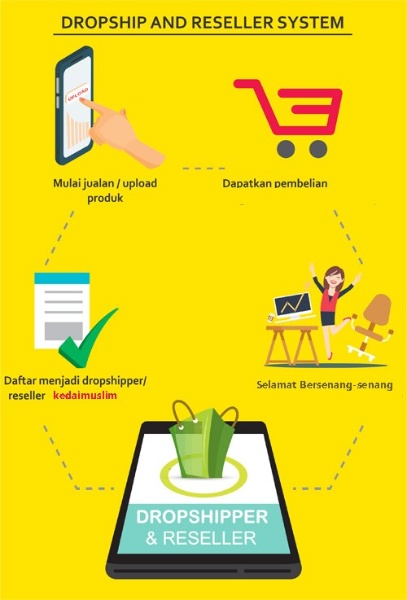 DROPSHIP AND RESELLER SYSTEM
UPLOAD
Mulai jualan / upload
produk
Dapatkan pembelian
Daftar menjadi dropshipper/
reseller kedaimuslim
Selamat Bersenang-senang
DROPSHIPPER
& RESELLER